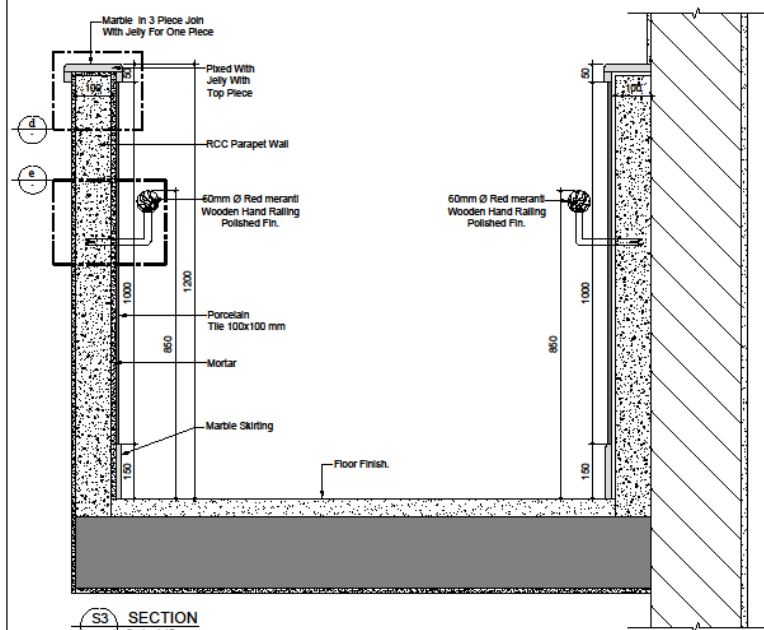 Marble In 3 Piece Join
With Jelly For One Piece
Pixed With
Jelly With
Top Piece
50
50
100
100
d
-
RCC Parapet Wall
e
-
60mm Ø Red meranti
Wooden Hand Railing
Polished Fin.
60mm Ø Red meranti
Wooden Hand Railing
Polished Fin.
1000
1200
1000
Porcelain
Tile 100x100 mm
850
850
Mortar
Marble Skirting
Floor Finish.
150
150
S3 SECTION